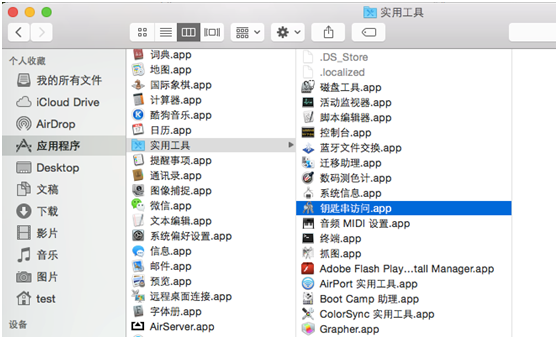 实用工具
个人收藏
我的所有文件
iCloud Drive
AirDrop
应用程序
Desktop
文稿
下载
影片
音乐
图片
test
设备
词典.app
地图.app
国际象棋.app
计算器.app
酷狗音乐.app
日历.app
实用工具
提醒事项.app
通讯录.app
图像捕捉.app
微信.app
文本编辑.app
系统偏好设置.app
信息.app
邮件.app
预览.app
远程桌面连接.app
字体册.app
AirServer.app
.DS_Store
.localized
磁盘工具.app
活动监视器.app
脚本编辑器.app
控制台.app
蓝牙文件交换.app
迁移助理.app
数码测色计.app
系统信息.app
钥匙串访问.app
音频 MIDI 设置.app
终端.app
抓图.app
Adobe Flash Play...tall Manager.app
AirPort 实用工具.app
Boot Camp 助理.app
ColorSync 实用工具.app
Grapher.app